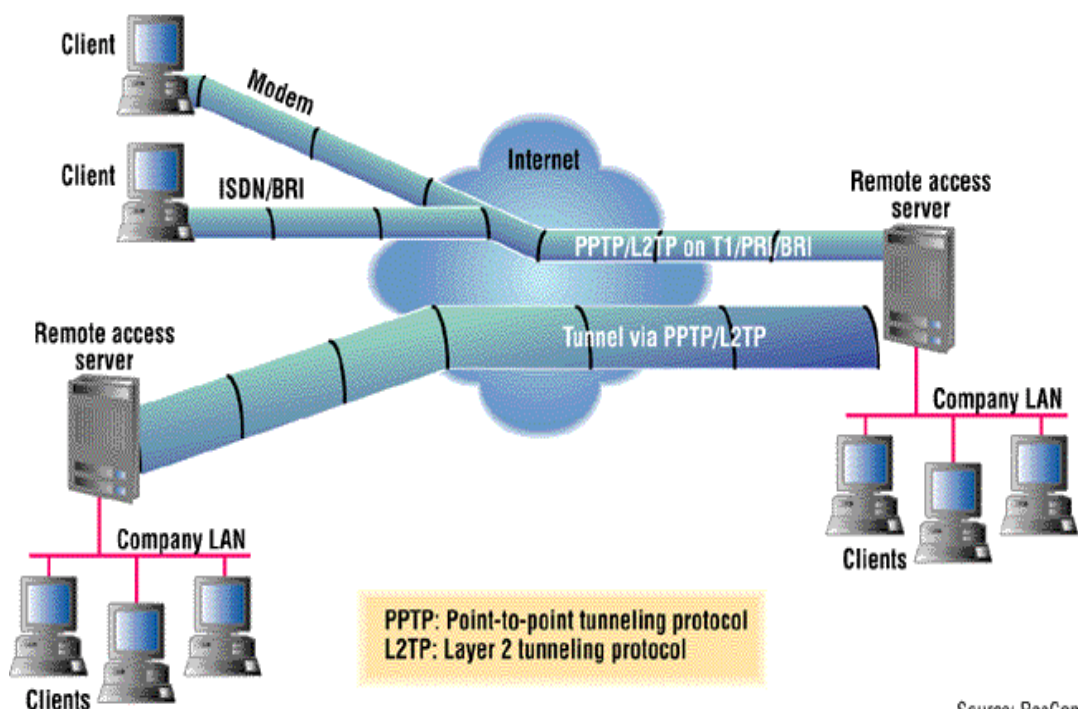 Client
Modem
Client
ISDN/BRI
Internet
Remote access
server
PPTP/L2TP on T1/PRI/BRI
Tunnel via PPTP/L2TP
Remote access
server
Company LAN
Clients
Company LAN
Clients
PPTP: Point-to-point tunneling protocol
L2TP: Layer 2 tunneling protocol
Source: